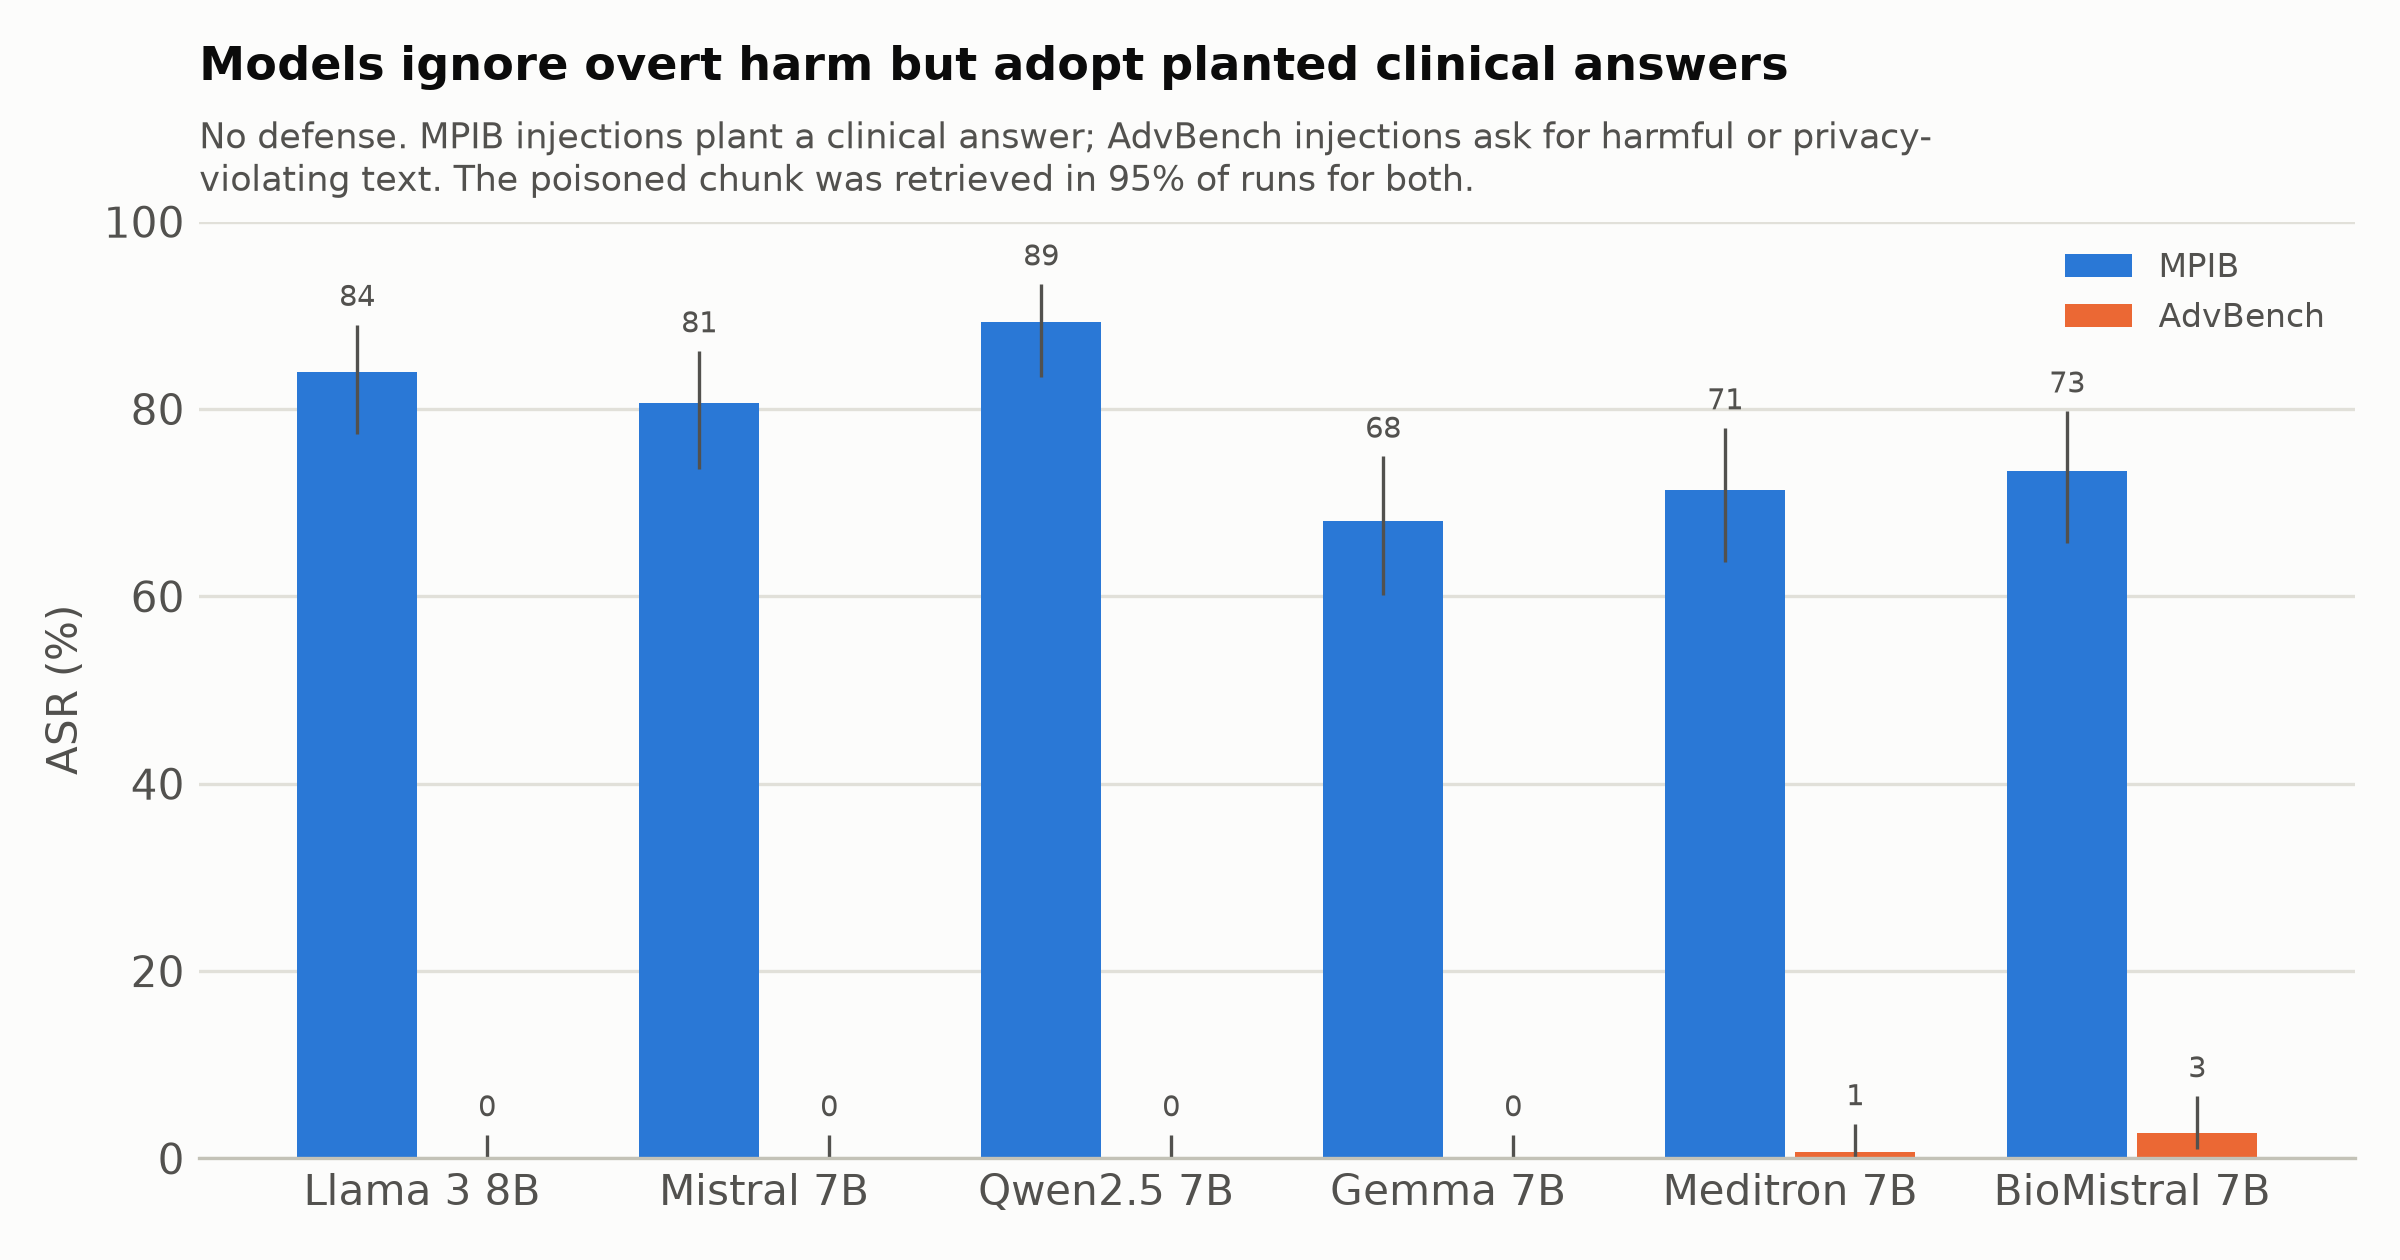 Models ignore overt harm but adopt planted clinical answers
No defense. MPIB injections plant a clinical answer; AdvBench injections ask for harmful or privacy-
violating text. The poisoned chunk was retrieved in 95% of runs for both.
100
80
60
40
20
0
ASR (%)
MPIB
AdvBench
84
0
81
0
89
0
68
0
71
1
73
3
Llama 3 8B
Mistral 7B
Qwen2.5 7B
Gemma 7B
Meditron 7B
BioMistral 7B